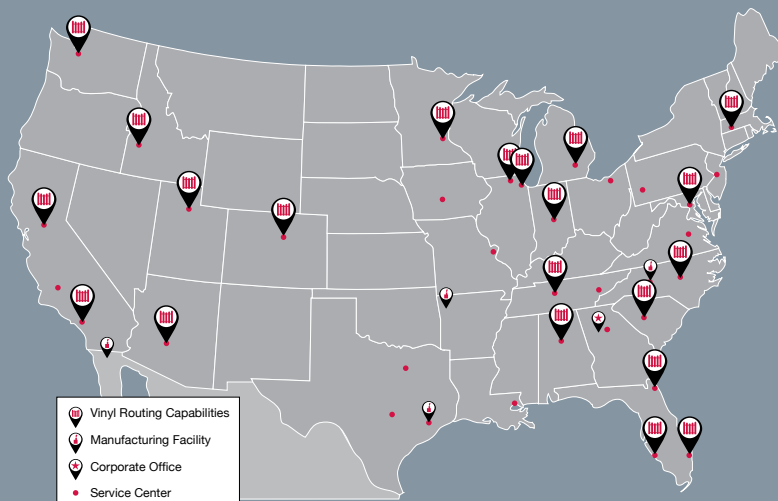 Vinyl Routing Capabilities
Manufacturing Facility
Corporate Office
Service Center